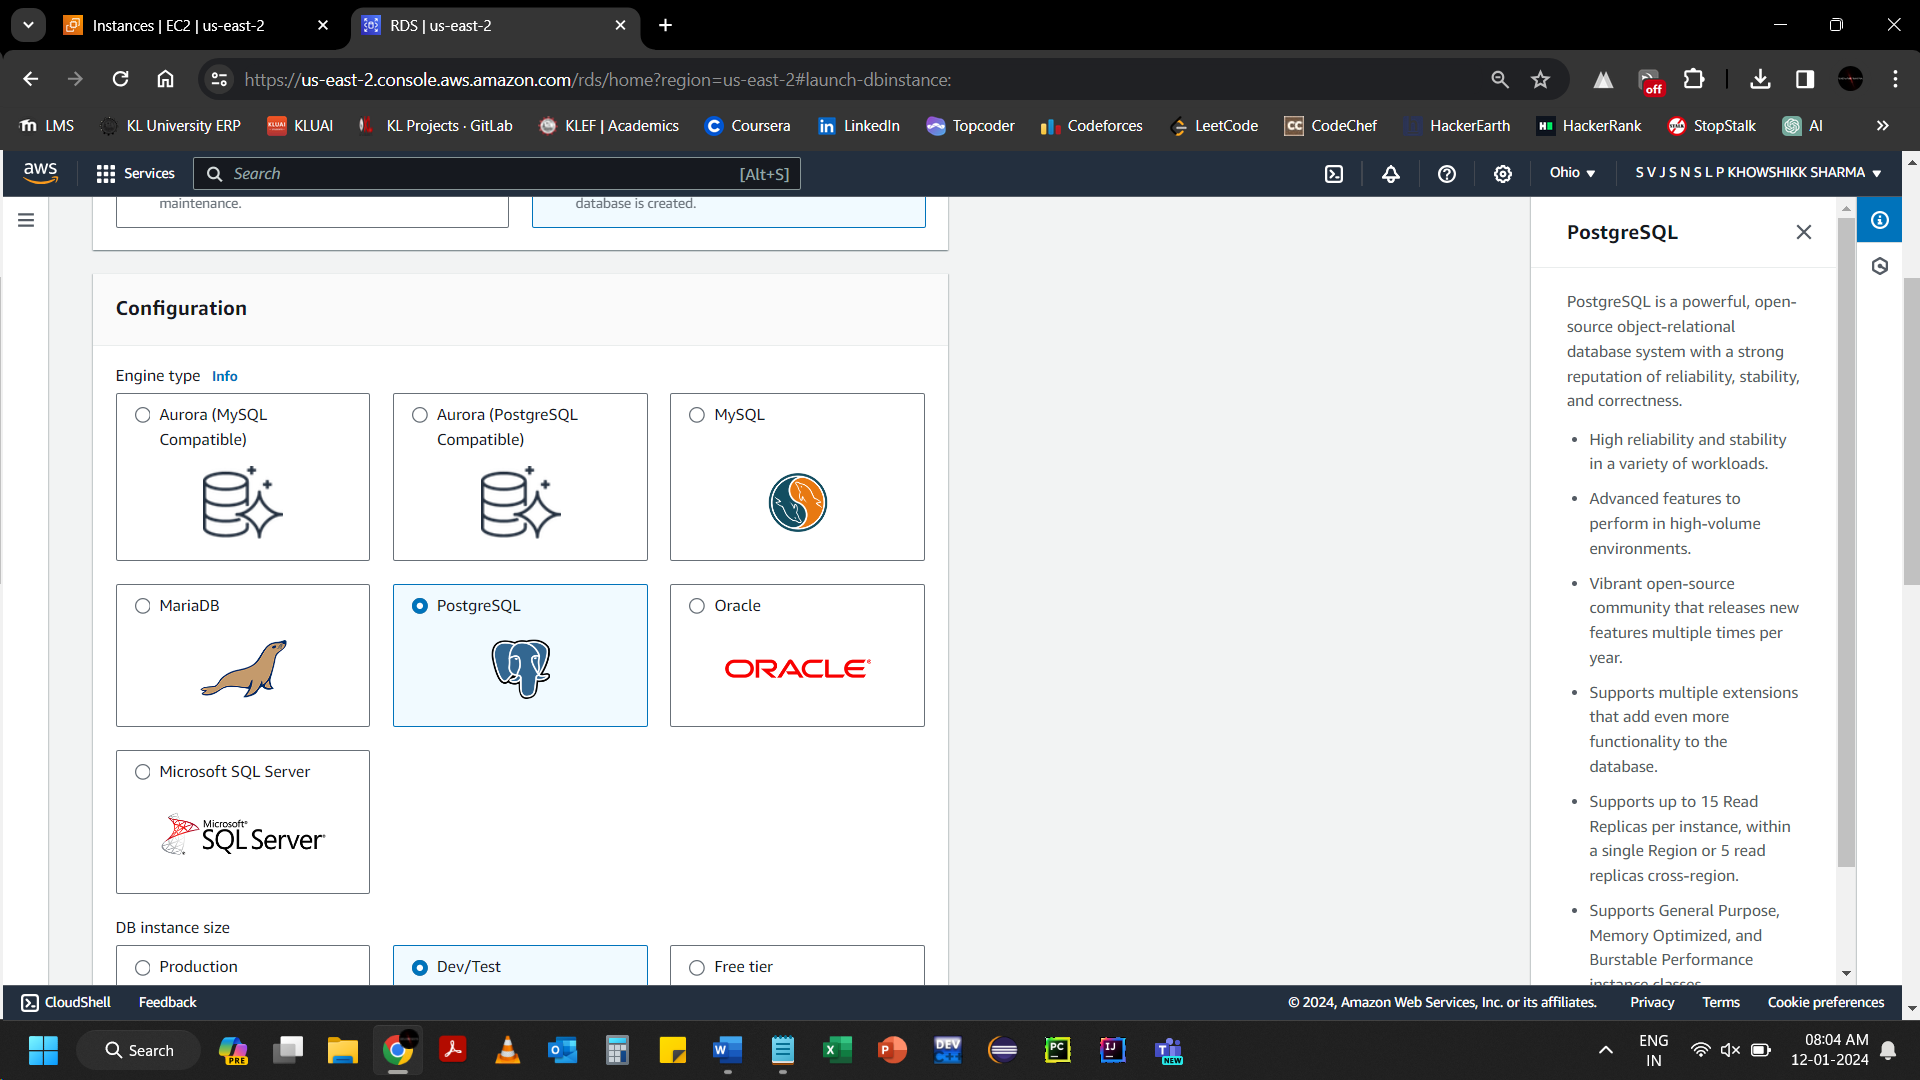 Instances | EC2 | us-east-2
RDS | us-east-2
https://us-east-2.console.aws.amazon.com/rds/home?region=us-east-2#launch-dbinstance:
off
LMS
KL University ERP
KLUAI
KLUAI
KL Projects · GitLab
KLEF | Academics
Coursera
LinkedIn
Topcoder
Codeforces
LeetCode
CC
CodeChef
HackerEarth
HackerRank
StopStalk
AI
aws
Services
Search
[Alt+S]
Ohio
S V J S N S L P KHOWSHIKK SHARMA
maintenance.
database is created.
Configuration
Engine type Info
Aurora (MySQL
Compatible)
Aurora (PostgreSQL
Compatible)
MySQL
MariaDB
PostgreSQL
Oracle
ORACLE
Microsoft SQL Server
Microsoft
SQL Server
DB instance size
Production
Dev/Test
Free tier
PostgreSQL
PostgreSQL is a powerful, open-
source object-relational
database system with a strong
reputation of reliability, stability,
and correctness.
• High reliability and stability
in a variety of workloads.
• Advanced features to
perform in high-volume
environments.
• Vibrant open-source
community that releases new
features multiple times per
year.
• Supports multiple extensions
that add even more
functionality to the
database.
• Supports up to 15 Read
Replicas per instance, within
a single Region or 5 read
replicas cross-region.
• Supports General Purpose,
Memory Optimized, and
Burstable Performance
instance classes.
CloudShell
Feedback
© 2024, Amazon Web Services, Inc. or its affiliates.
Privacy
Terms
Cookie preferences
Search
PRE
DEV
PC
IJ
NEW
ENG
IN
08:04 AM
12-01-2024